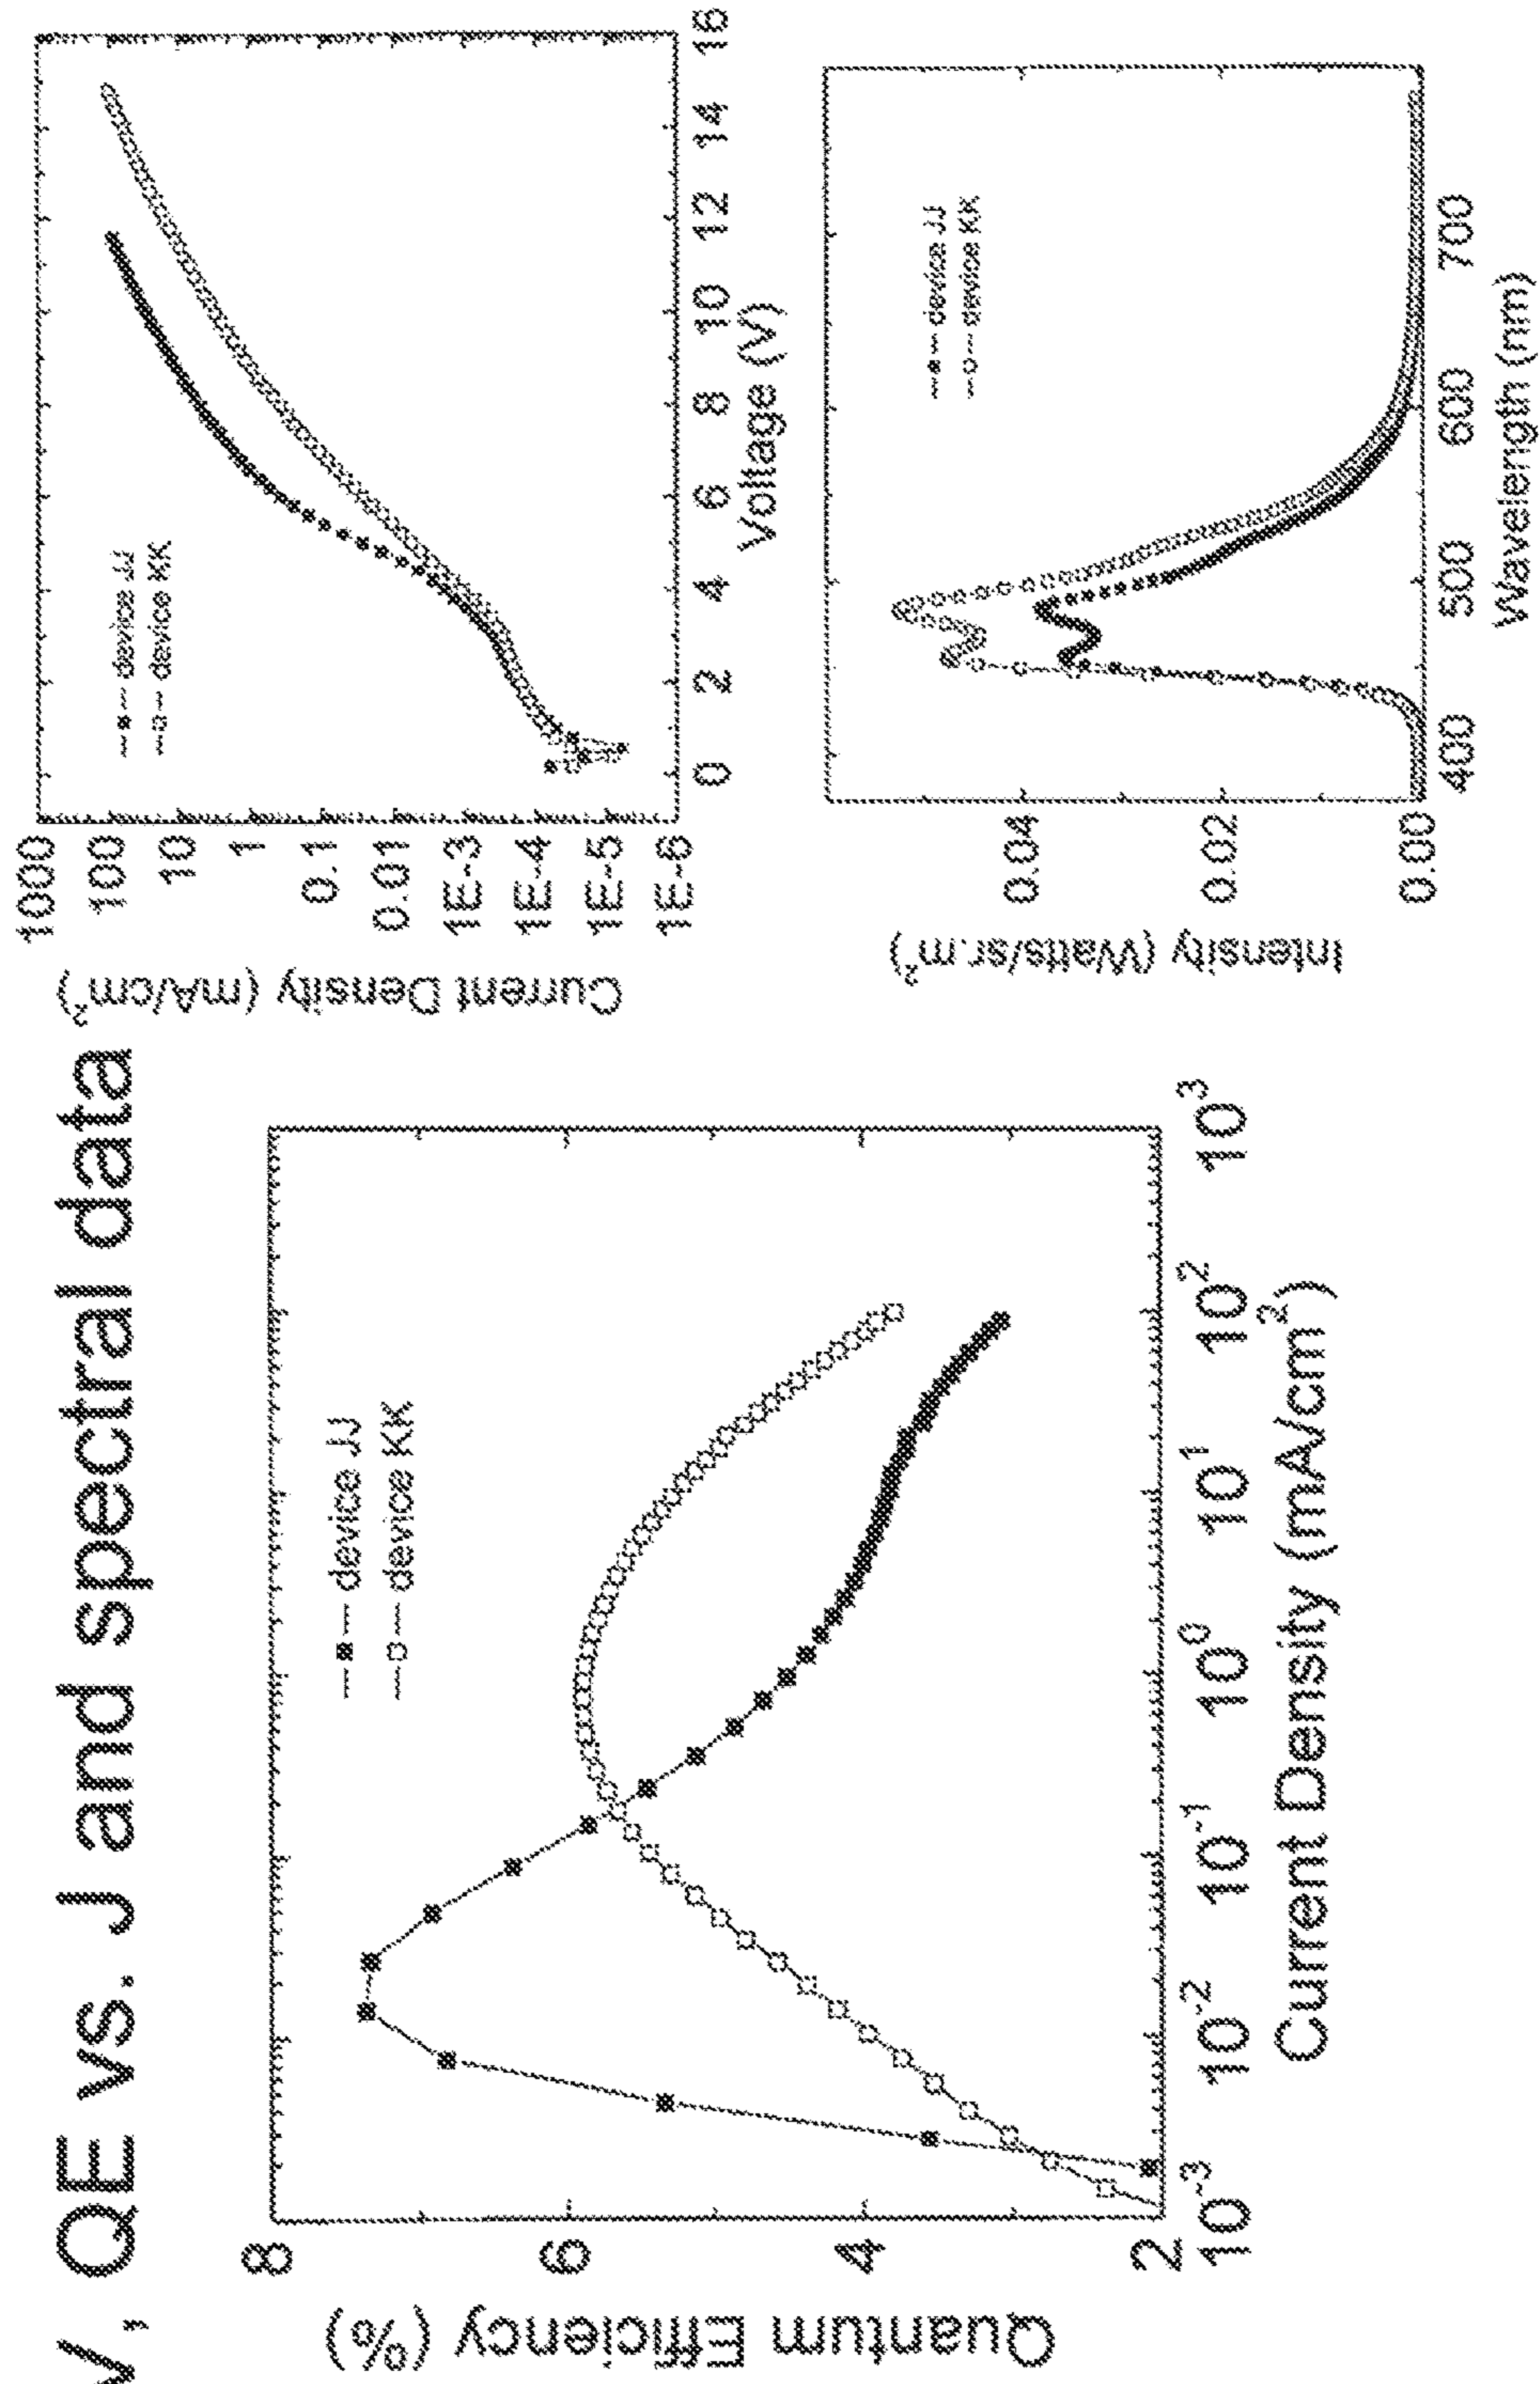 V, QE vs. J and spectral data
Quantum Efficiency (%)
8
6
4
2
10-3
10-2
10-1
100
101
102
103
Current Density (mA/cm2)
device JJ
device KK
Current Density (mA/cm2)
1000
100
10
1
0.1
0.01
1E-3
1E-4
1E-5
1E-6
0
2
4
6
8
10
12
14
16
Voltage (V)
device JJ
device KK
Intensity (Watts/sr.m2)
0.04
0.02
0.00
400
500
600
700
Wavelength (nm)
device JJ
device KK